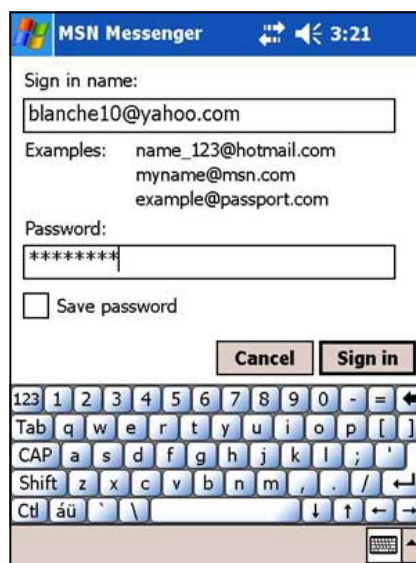 MSN Messenger 3:21
Sign in name:
blanche10@yahoo.com
Examples: name_123@hotmail.com
myname@msn.com
example@passport.com
Password:
********
Save password
Cancel Sign in
123 1 2 3 4 5 6 7 8 9 0 - =
Tab q w e r t y u i o p [ ]
CAP a s d f g h j k l ; '
Shift z x c v b n m , . /
Ctl áü ` \